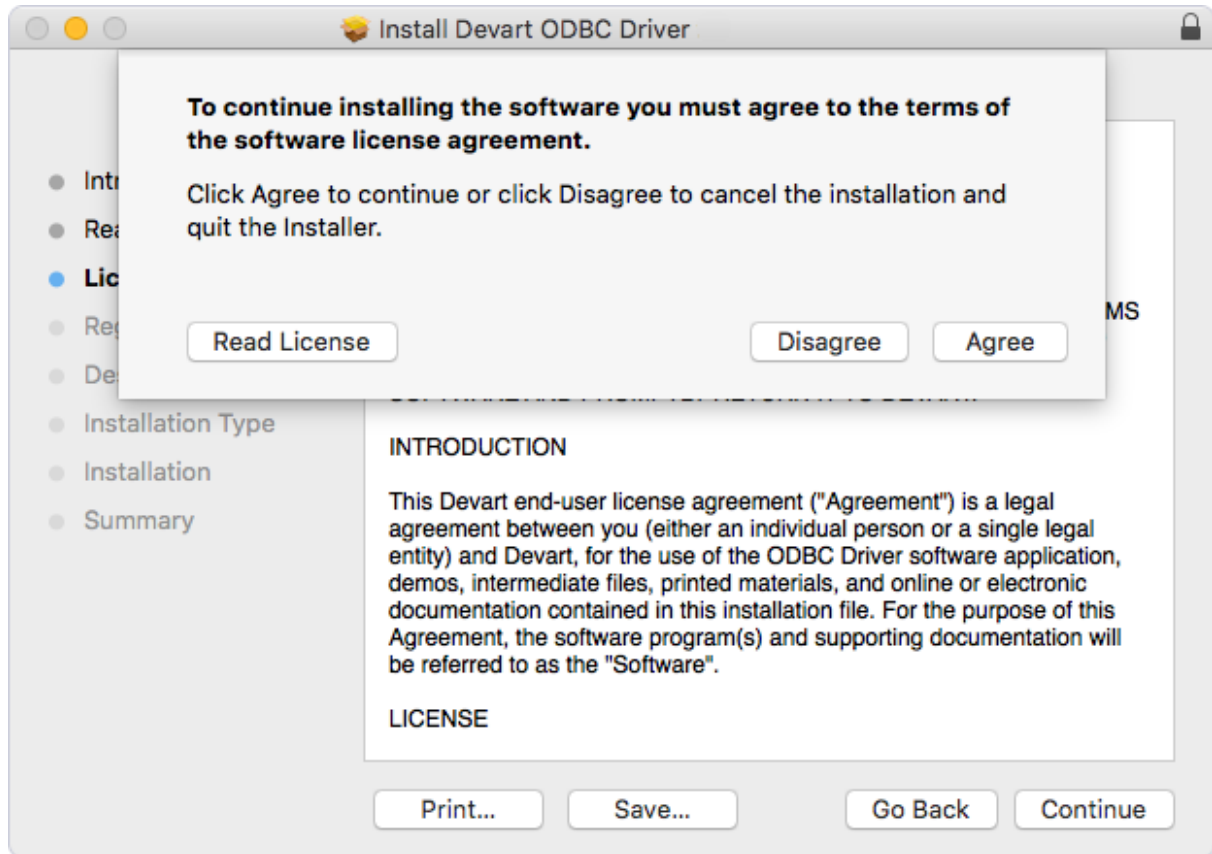 Install Devart ODBC Driver
To continue installing the software you must agree to the terms of
the software license agreement.
Click Agree to continue or click Disagree to cancel the installation and
quit the Installer.
Read License
Disagree
Agree
Installation Type
Installation
Summary
MS
INTRODUCTION
This Devart end-user license agreement ("Agreement") is a legal
agreement between you (either an individual person or a single legal
entity) and Devart, for the use of the ODBC Driver software application,
demos, intermediate files, printed materials, and online or electronic
documentation contained in this installation file. For the purpose of this
Agreement, the software program(s) and supporting documentation will
be referred to as the "Software".
LICENSE
Print...
Save...
Go Back
Continue